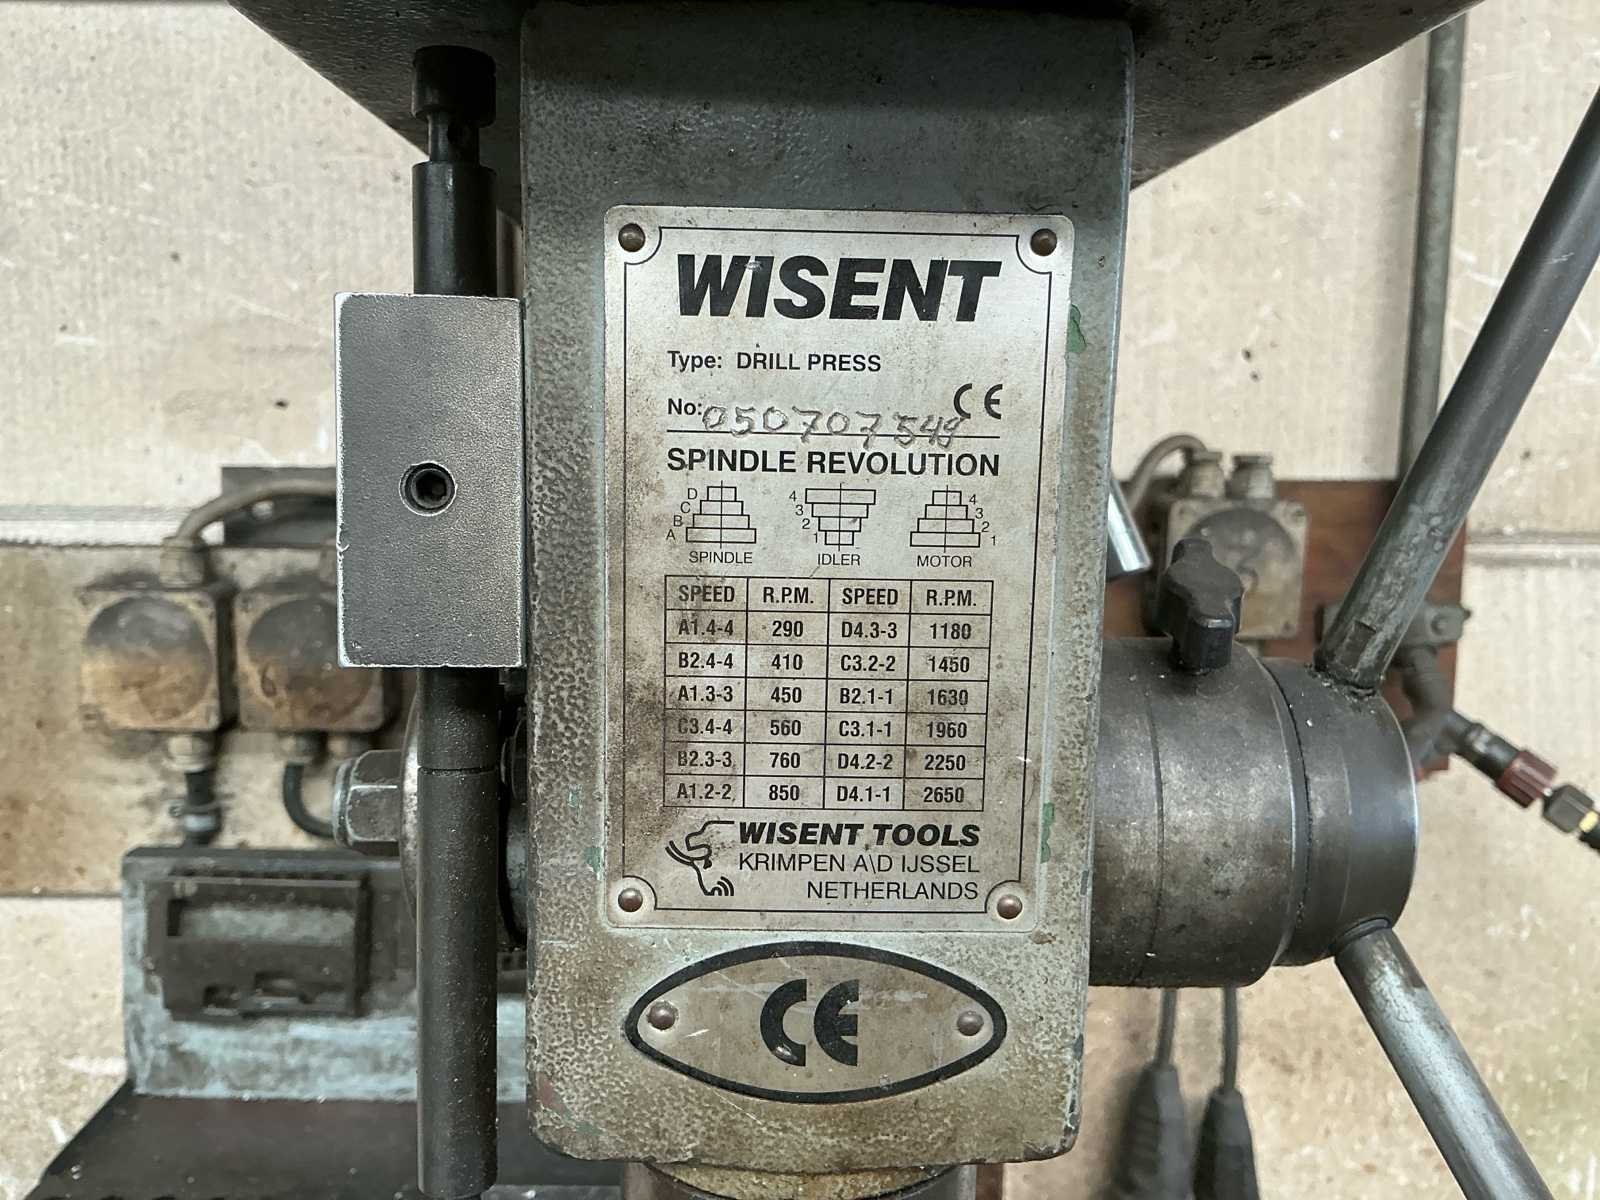 WISENT
Type: DRILL PRESS
CE
No: 0507077549
SPINDLE REVOLUTION
D 4 4
C 3 3
B 2 2
A 1 1
SPINDLE IDLER MOTOR
SPEED R.P.M. SPEED R.P.M.
A1.4-4 290 D4.3-3 1180
B2.4-4 410 C3.2-2 1450
A1.3-3 450 B2.1-1 1630
C3.4-4 560 C3.1-1 1960
B2.3-3 760 D4.2-2 2250
A1.2-2 850 D4.1-1 2650
WISENT TOOLS
KRIMPEN A\D IJSSEL
NETHERLANDS
CE